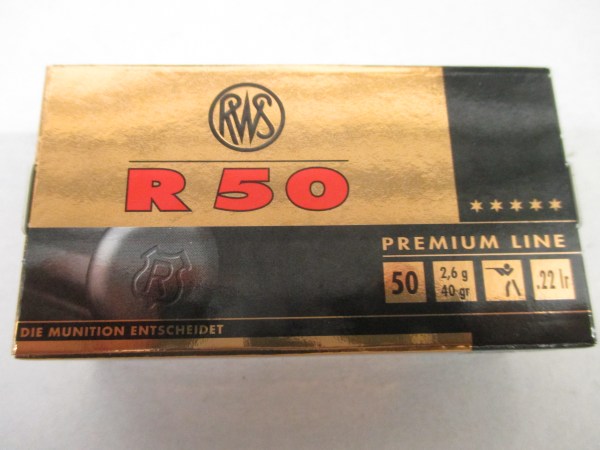 RWS
R 50
★★★★★
PREMIUM LINE
50
2,6 g
40 gr
.22 lr
R
DIE MUNITION ENTSCHEIDET